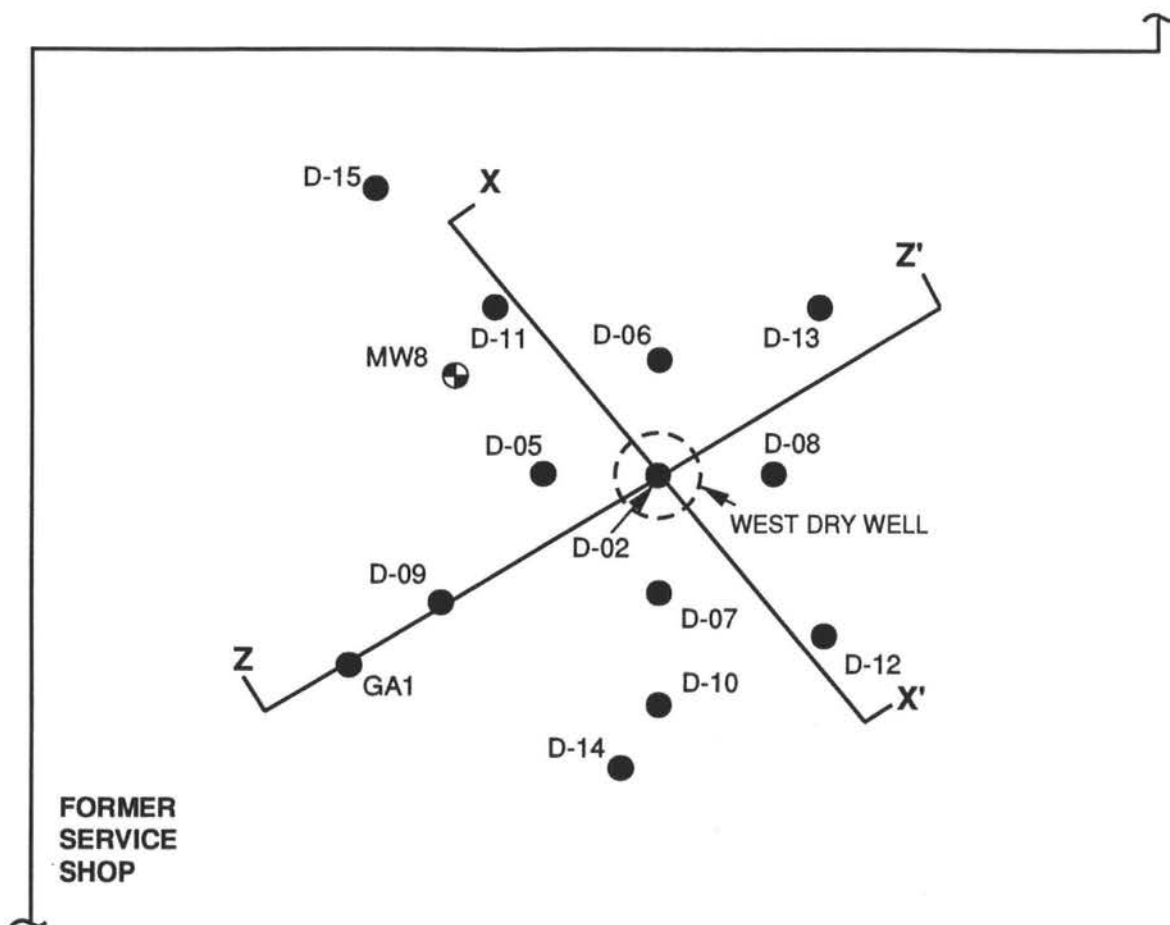 D-15
X
Z'
D-11
D-06
D-13
MW8
D-05
D-08
WEST DRY WELL
D-02
D-09
D-07
D-12
Z
GA1
D-10
X'
D-14
FORMER
SERVICE
SHOP